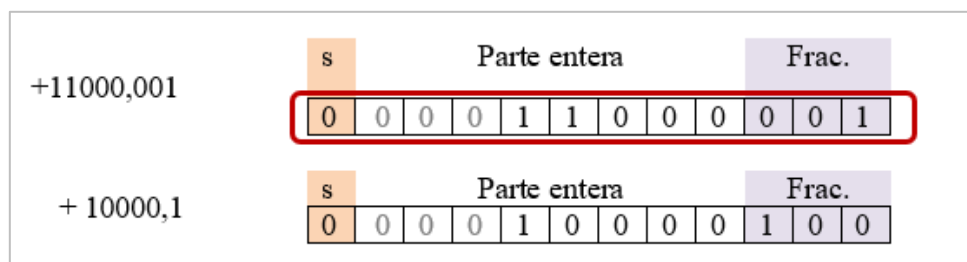 s Parte entera Frac.
+11000,001
0 0 0 0 1 1 0 0 0 0 0 1
s Parte entera Frac.
+ 10000,1
0 0 0 0 1 0 0 0 0 1 0 0